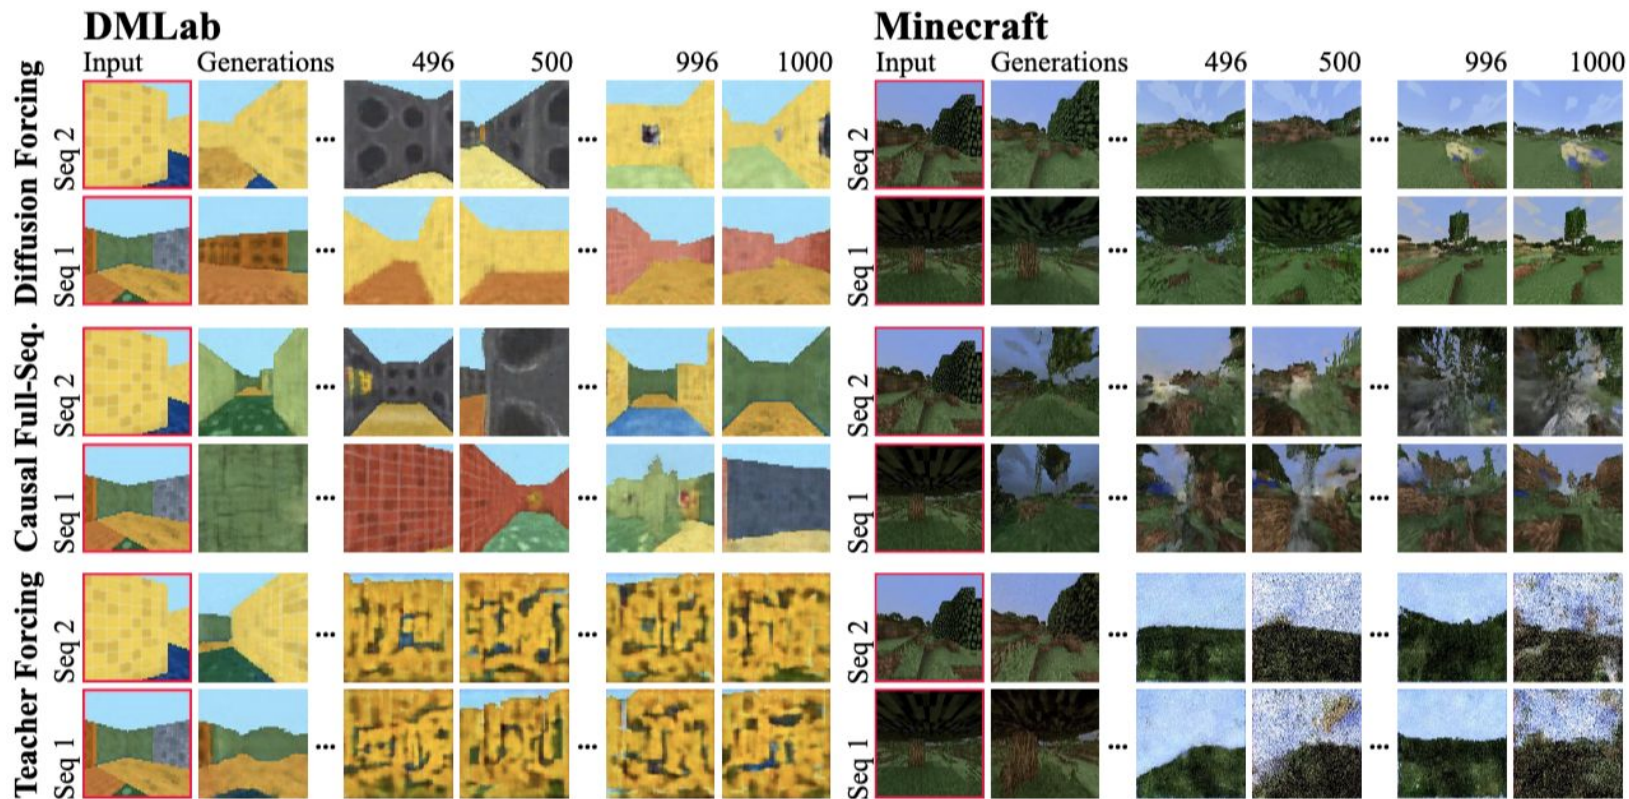 DMLab
Minecraft
Input Generations 496 500 996 1000
Input Generations 496 500 996 1000
Diffusion Forcing
Seq 2
...
...
Seq 2
...
...
Seq 1
...
...
Seq 1
...
...
Causal Full-Seq.
Seq 2
...
...
Seq 2
...
...
Seq 1
...
...
Seq 1
...
...
Teacher Forcing
Seq 2
...
...
Seq 2
...
...
Seq 1
...
...
Seq 1
...
...